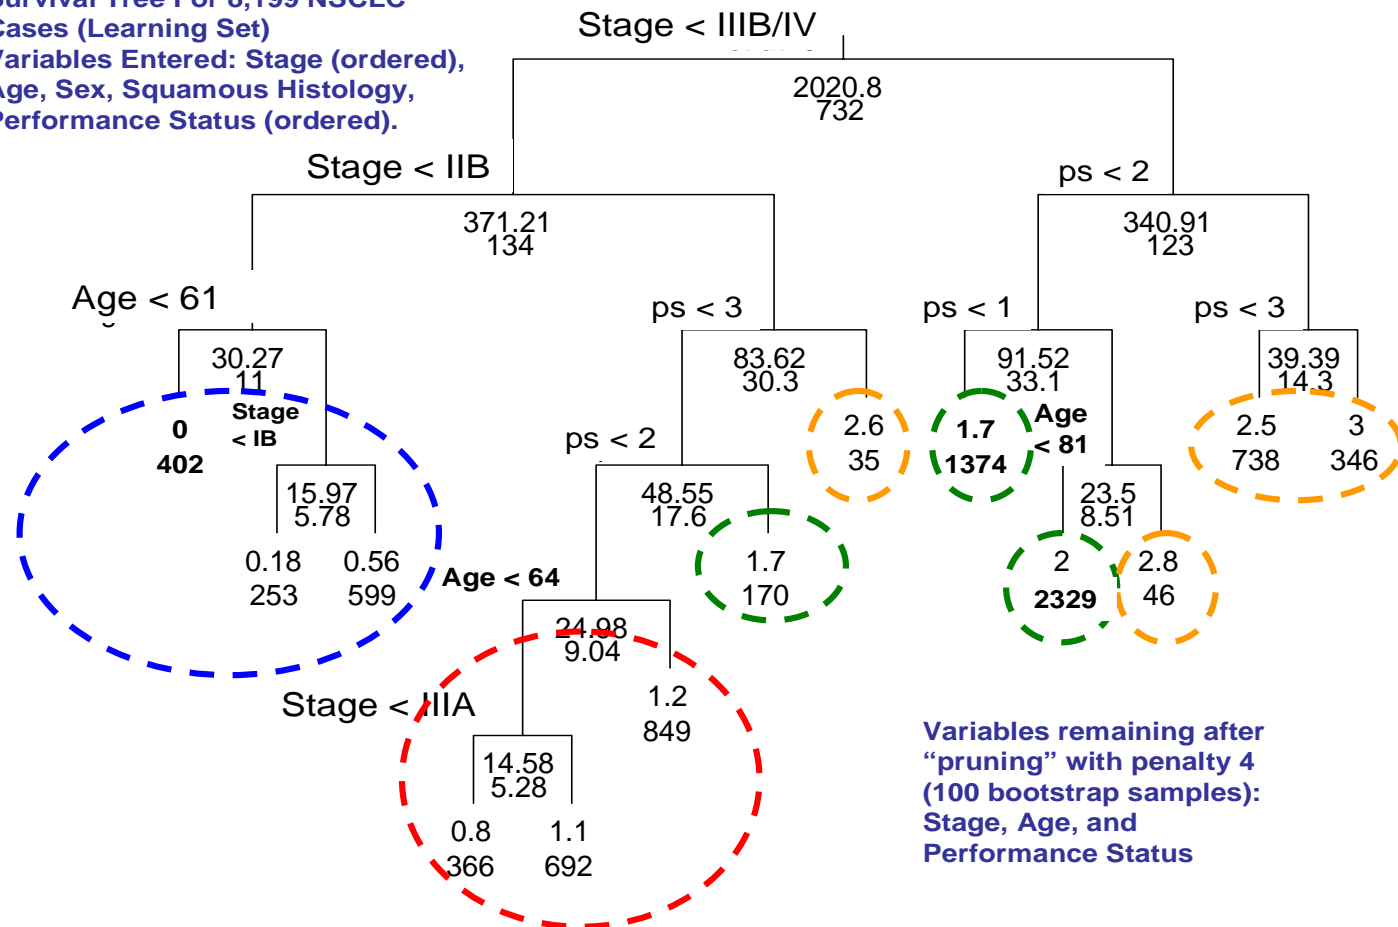 Survival Tree For 8,199 NSCLC
Cases (Learning Set)
Variables Entered: Stage (ordered),
Age, Sex, Squamous Histology,
Performance Status (ordered).
Stage < IIIB/IV
2020.8
732
Stage < IIB
371.21
134
ps < 2
340.91
123
Age < 61
30.27
11
ps < 3
83.62
30.3
ps < 1
91.52
33.1
ps < 3
39.39
14.3
0
402
Stage
< IB
15.97
5.78
0.18
253
0.56
599
ps < 2
48.55
17.6
2.6
35
1.7
1374
Age
< 81
23.5
8.51
2.5
738
3
346
Age < 64
24.98
9.04
1.7
170
2
2329
2.8
46
Stage < IIIA
14.58
5.28
1.2
849
0.8
366
1.1
692
Variables remaining after
“pruning” with penalty 4
(100 bootstrap samples):
Stage, Age, and
Performance Status